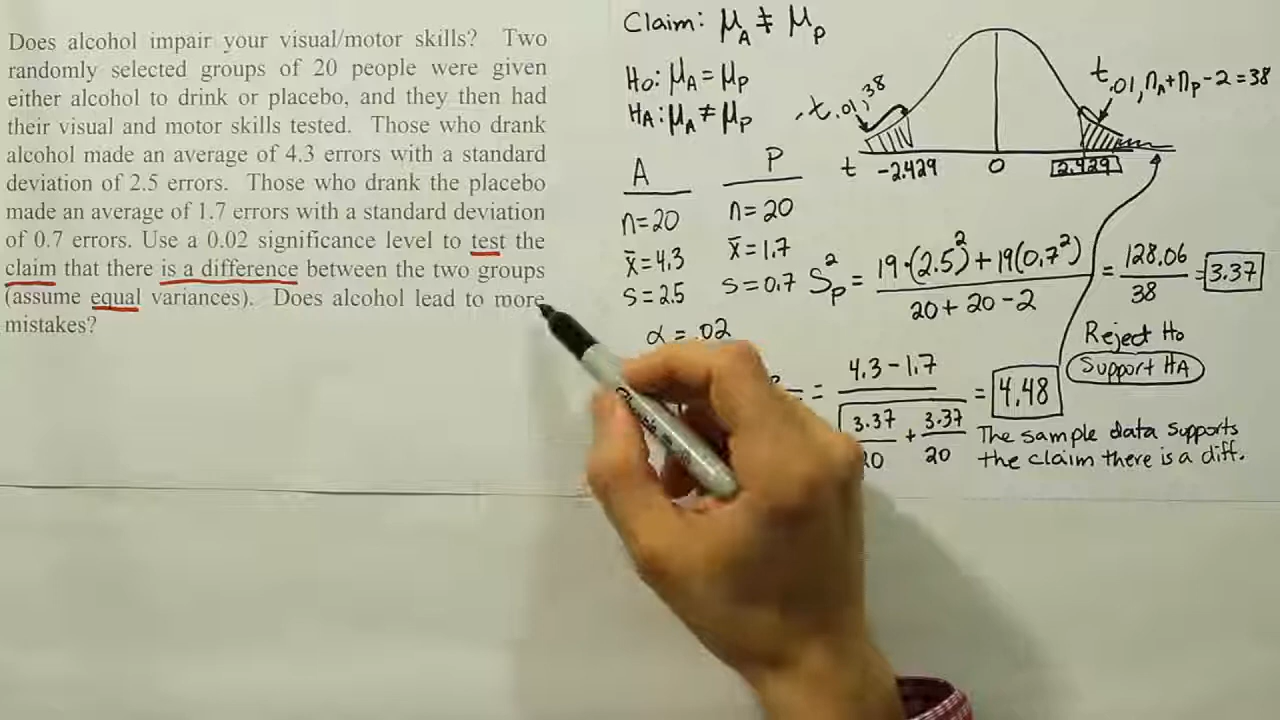 Does alcohol impair your visual/motor skills? Two
randomly selected groups of 20 people were given
either alcohol to drink or placebo, and they then had
their visual and motor skills tested. Those who drank
alcohol made an average of 4.3 errors with a standard
deviation of 2.5 errors. Those who drank the placebo
made an average of 1.7 errors with a standard deviation
of 0.7 errors. Use a 0.02 significance level to test the
claim that there is a difference between the two groups
(assume equal variances). Does alcohol lead to more
mistakes?
Claim: μA ≠ μP
H0: μA = μP
HA: μA ≠ μP
-t.01,38
t.01, nA+nP-2=38
t -2.429 0 2.429
A P
n=20 n=20
x̄=4.3 x̄=1.7
s=2.5 s=0.7
α=.02
Sp² = 19·(2.5)²+19(0.7²) / 20+20-2 = 128.06 / 38 = 3.37
= 4.3-1.7 / √ 3.37/20 + 3.37/20 = 4.48
Reject H0
Support HA
The sample data supports
the claim there is a diff.